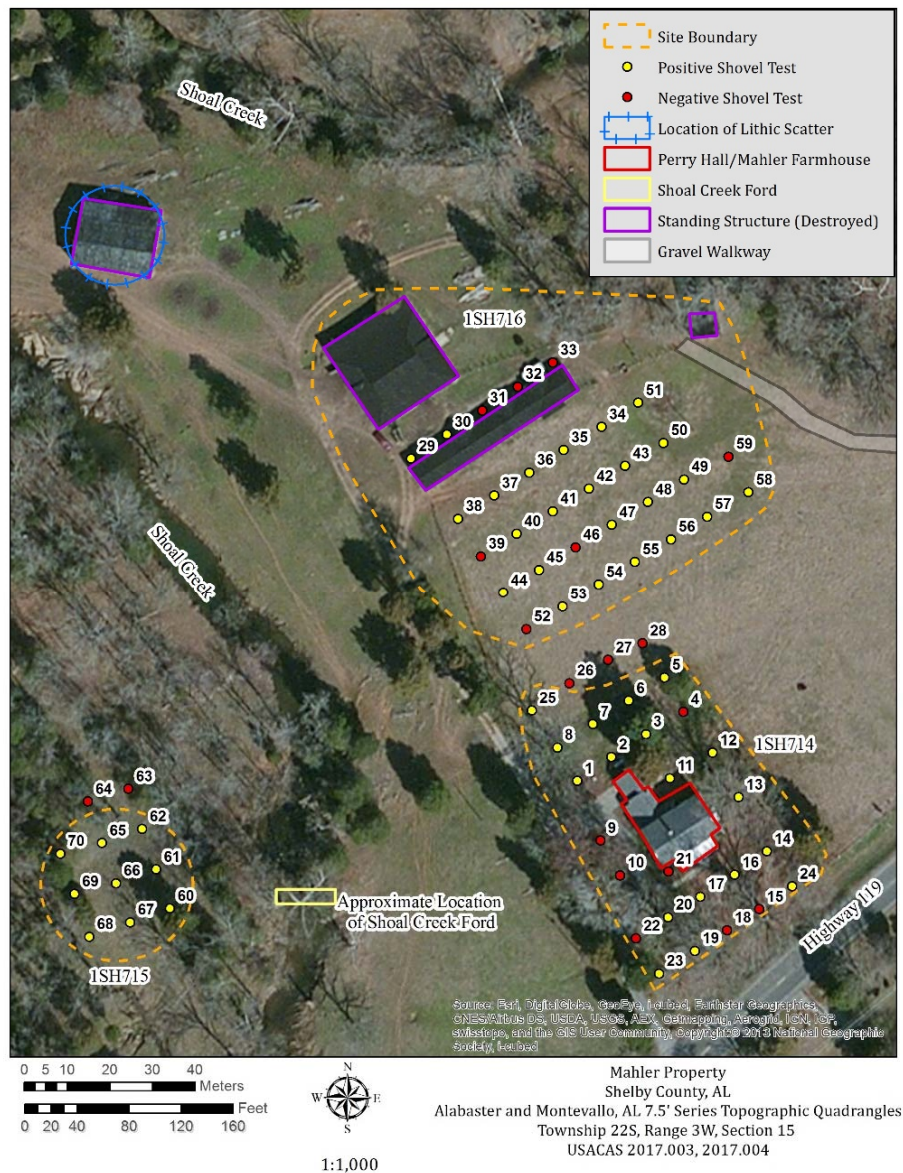 Site Boundary
Positive Shovel Test
Negative Shovel Test
Location of Lithic Scatter
Perry Hall/Mahler Farmhouse
Shoal Creek Ford
Standing Structure (Destroyed)
Gravel Walkway
Shoal Creek
1SH716
33
32
31
30
29
51
34
35
36
37
38
50
43
42
41
40
39
59
49
48
47
46
45
44
58
57
56
55
54
53
52
Shoal Creek
28
27
26
25
5
6
7
8
4
3
2
1
12
11
1SH714
13
9
10
21
14
16
17
20
22
24
15
18
19
23
Highway 119
63
64
62
65
70
61
66
69
60
67
68
1SH715
Approximate Location
of Shoal Creek Ford
Source: Esri, DigitalGlobe, GeoEye, i-cubed, Earthstar Geographics,
CNES/Airbus DS, USDA, USGS, AEX, Getmapping, Aerogrid, IGN, IGP,
swisstopo, and the GIS User Community, Copyright:© 2013 National Geographic
Society, i-cubed
0 5 10 20 30 40
Meters
Feet
0 20 40 80 120 160
N
W E
S
1:1,000
Mahler Property
Shelby County, AL
Alabaster and Montevallo, AL 7.5' Series Topographic Quadrangles
Township 22S, Range 3W, Section 15
USACAS 2017.003, 2017.004